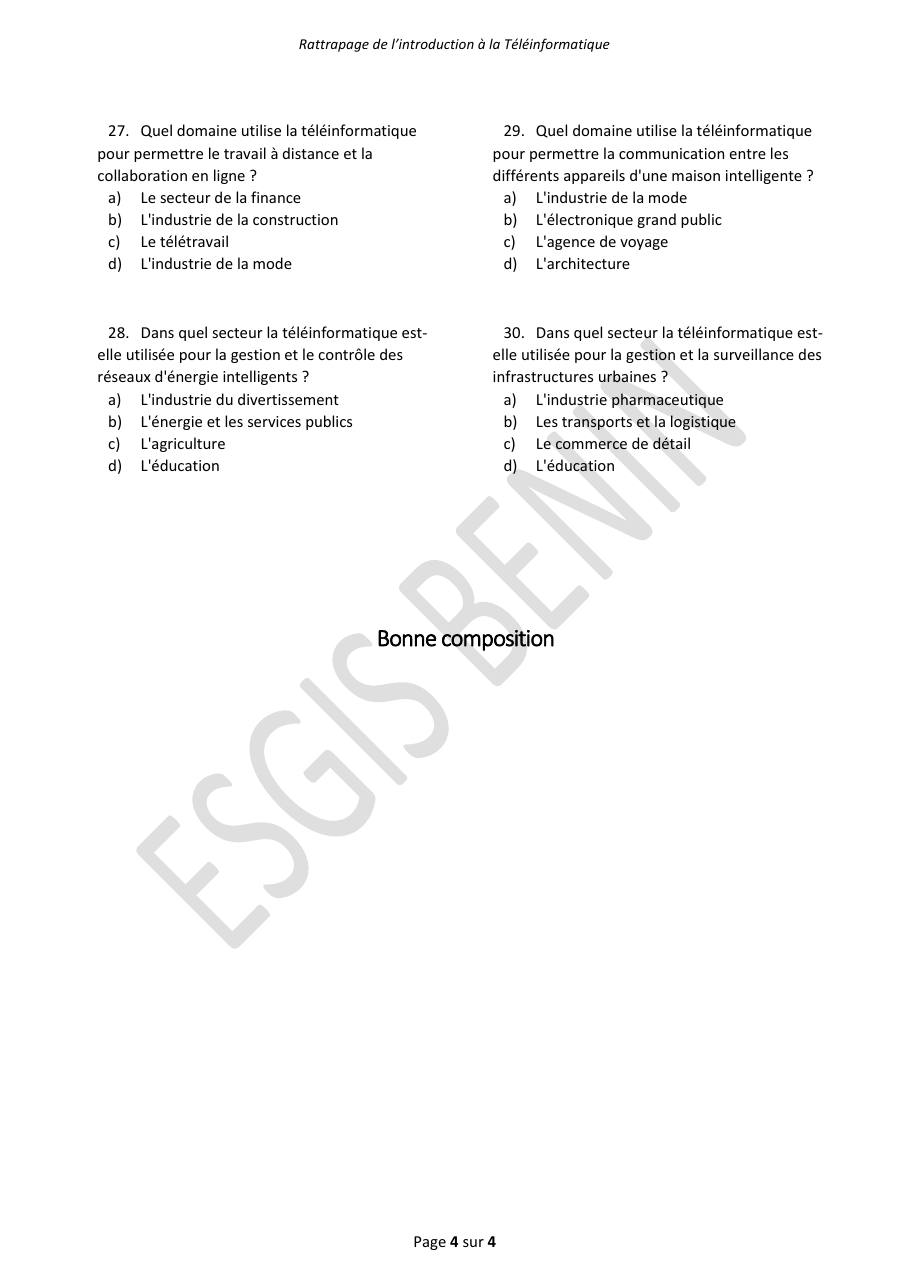 Rattrapage de l’introduction à la Téléinformatique
27. Quel domaine utilise la téléinformatique
pour permettre le travail à distance et la
collaboration en ligne ?
a) Le secteur de la finance
b) L'industrie de la construction
c) Le télétravail
d) L'industrie de la mode
28. Dans quel secteur la téléinformatique est-
elle utilisée pour la gestion et le contrôle des
réseaux d'énergie intelligents ?
a) L'industrie du divertissement
b) L'énergie et les services publics
c) L'agriculture
d) L'éducation
29. Quel domaine utilise la téléinformatique
pour permettre la communication entre les
différents appareils d'une maison intelligente ?
a) L'industrie de la mode
b) L'électronique grand public
c) L'agence de voyage
d) L'architecture
30. Dans quel secteur la téléinformatique est-
elle utilisée pour la gestion et la surveillance des
infrastructures urbaines ?
a) L'industrie pharmaceutique
b) Les transports et la logistique
c) Le commerce de détail
d) L'éducation
ESGIS BENIN
Bonne composition
Page 4 sur 4